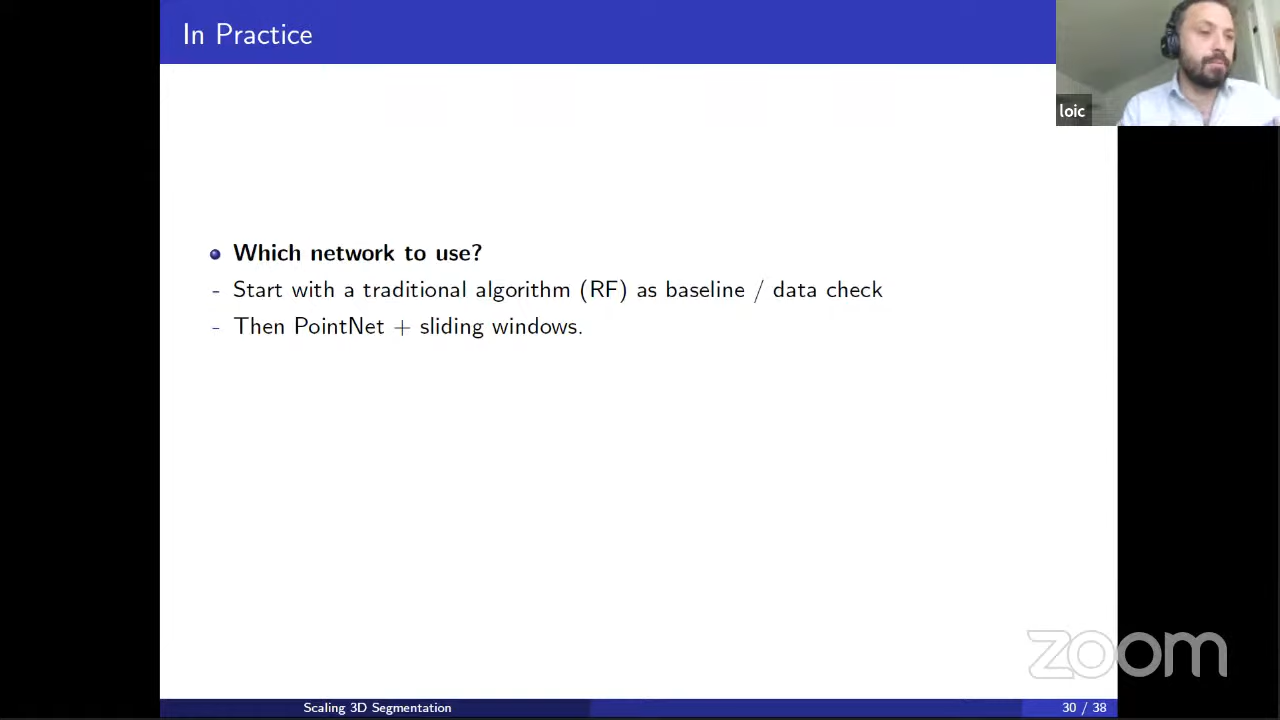 In Practice
loic
Which network to use?
- Start with a traditional algorithm (RF) as baseline / data check
- Then PointNet + sliding windows.
zoom
Scaling 3D Segmentation
30 / 38